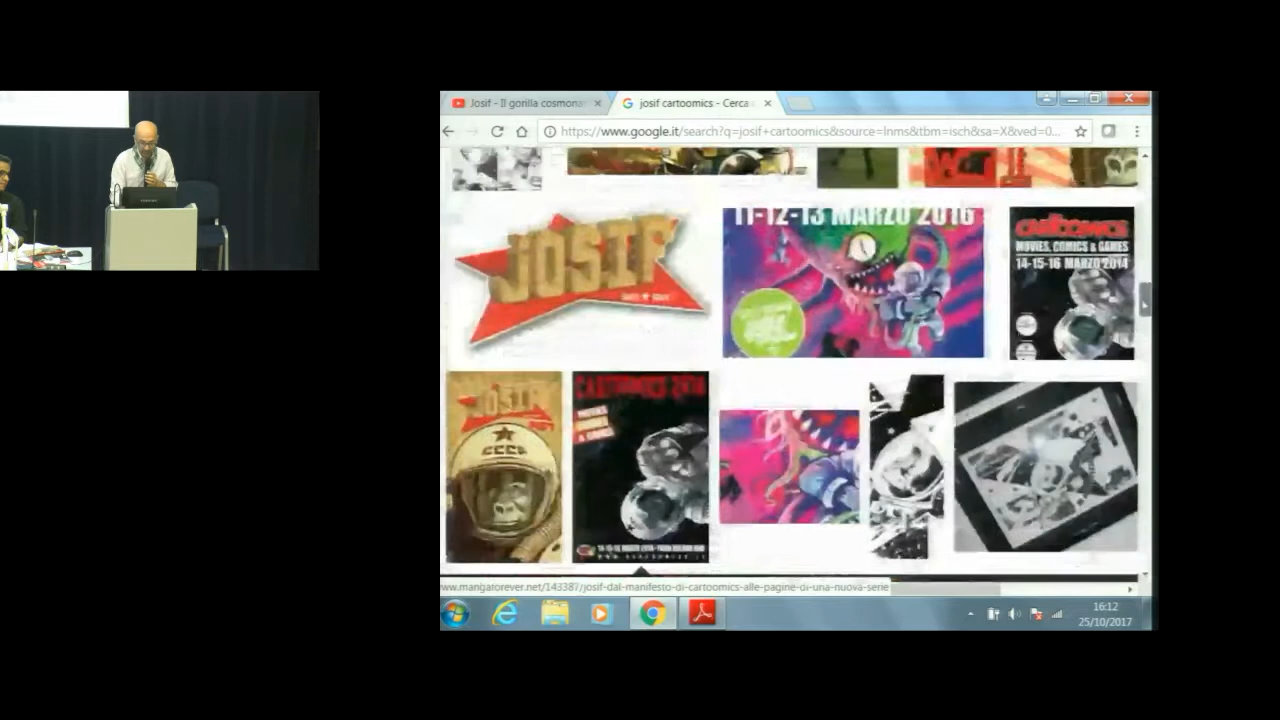 Josif - Il gorilla cosmona
josif cartoomics - Cerca
https://www.google.it/search?q=josif+cartoomics&source=lnms&tbm=isch&sa=X&ved=0...
JOSIF
11-12-13 MARZO 2016
CARTOOMICS
MOVIES, COMICS & GAMES
14-15-16 MARZO 2014
JOSIF
CCCP
CARTOOMICS 2014
www.mangaforever.net/143387/josif-dal-manifesto-di-cartoomics-alle-pagine-di-una-nuova-serie
16:12
25/10/2017